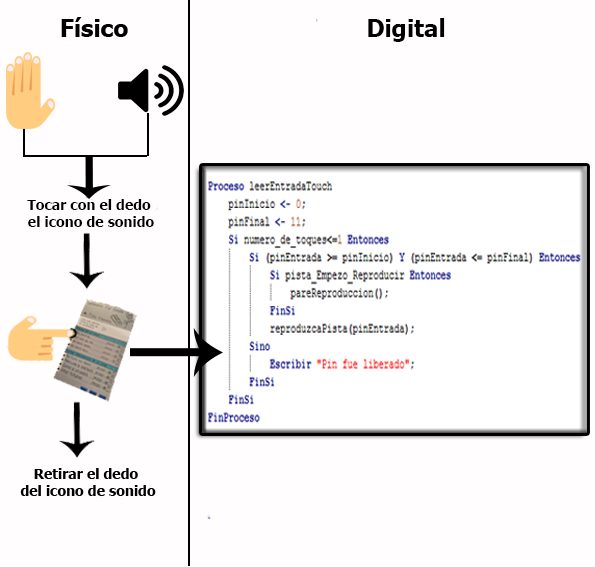 Físico
Digital
Tocar con el dedo
el icono de sonido
Retirar el dedo
del icono de sonido
Proceso leerEntradaTouch
pinInicio <- 0;
pinFinal <- 11;
Si numero_de_toques<=1 Entonces
Si (pinEntrada >= pinInicio) Y (pinEntrada <= pinFinal) Entonces
Si pista_Empezo_Reproducir Entonces
pareReproduccion();
FinSi
reproduzcaPista(pinEntrada);
Sino
Escribir "Pin fue liberado";
FinSi
FinSi
FinProceso